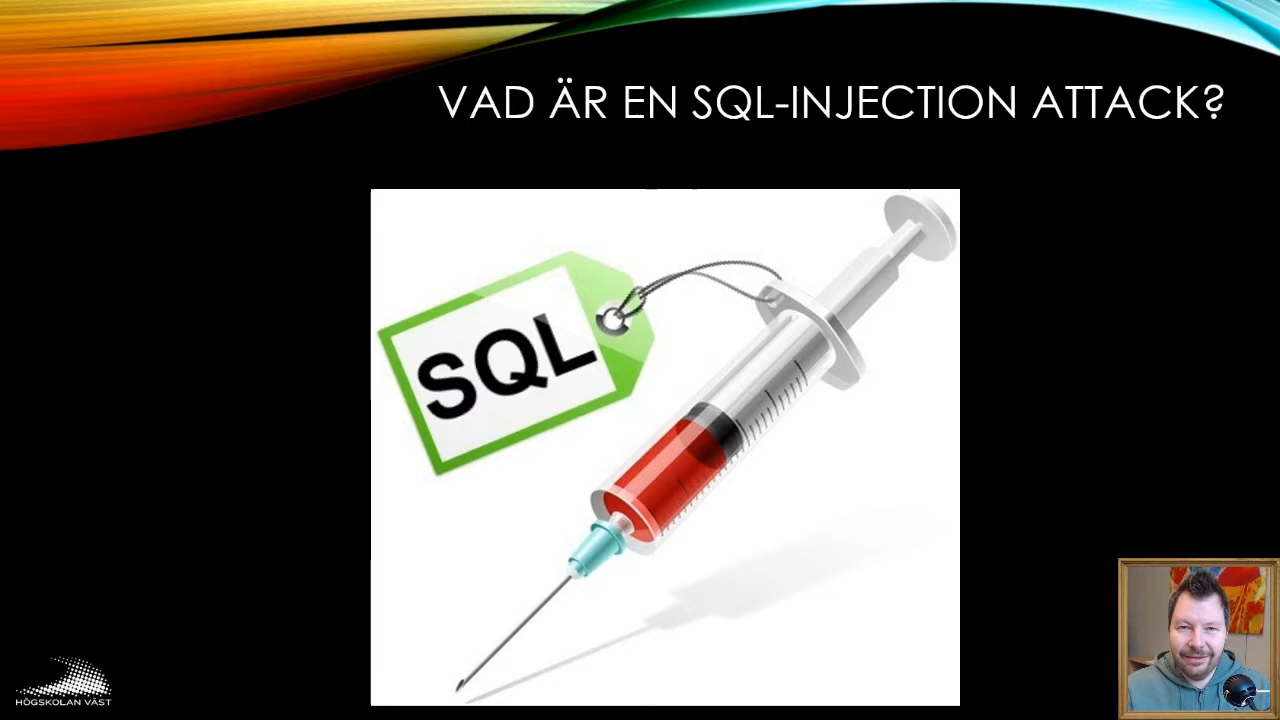 VAD ÄR EN SQL-INJECTION ATTACK?
SQL
HÖGSKOLAN VÄST